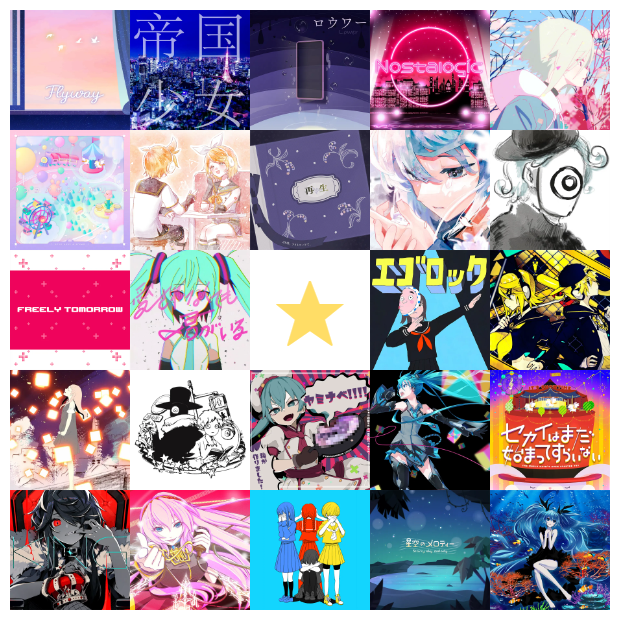 Flyway
帝国
少女
ロウワー
Nostalogic
再生
FREELY TOMORROW
エゴロック
ヤミナベ!!!!
セカイはまだ
始まってすらいない
星空のメロディー